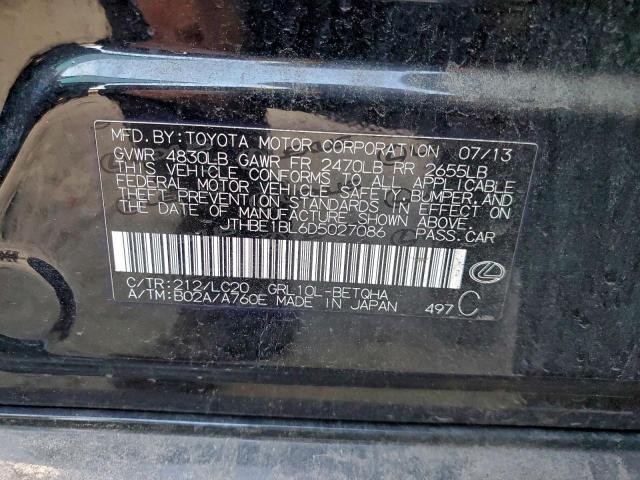 MFD.BY:TOYOTA MOTOR CORPORATION 07/13
GVWR 4830LB GAWR FR 2470LB RR 2655LB
THIS VEHICLE CONFORMS TO ALL APPLICABLE
FEDERAL MOTOR VEHICLE SAFETY, BUMPER, AND
THEFT PREVENTION STANDARDS IN EFFECT ON
THE DATE OF MANUFACTURE SHOWN ABOVE.
JTHBE1BL6D5027086 PASS.CAR
C/TR:212/LC20 GRL10L-BETQHA
A/TM:B02A/A760E MADE IN JAPAN 497 C